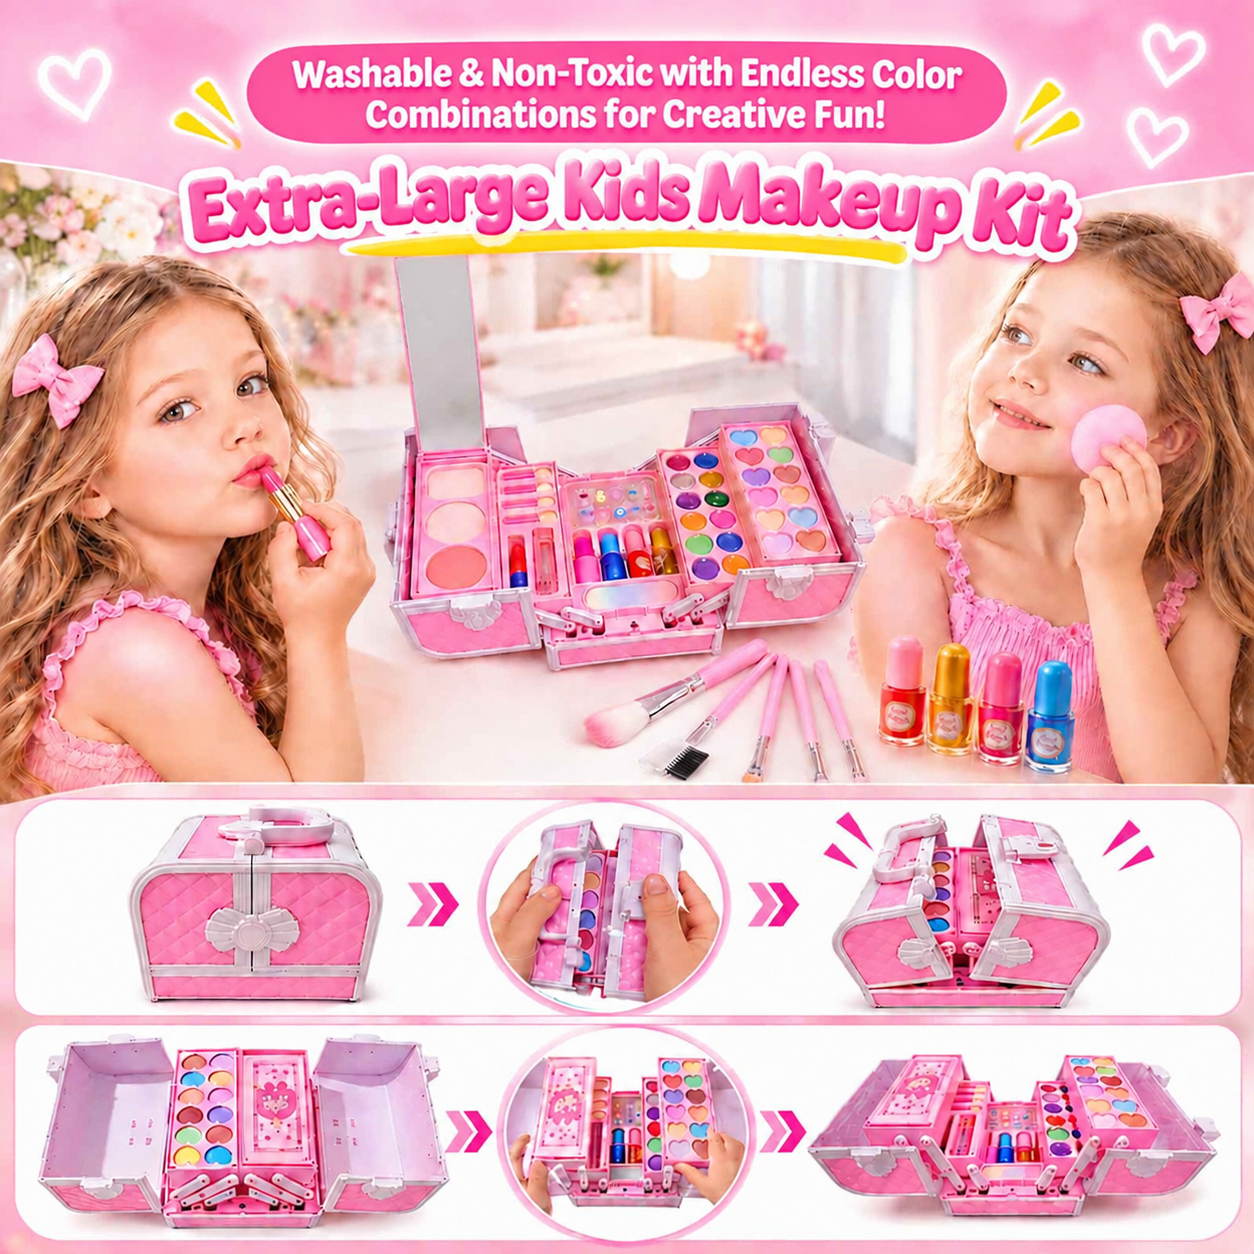 Washable & Non-Toxic with Endless Color
Combinations for Creative Fun!
Extra-Large Kids Makeup Kit